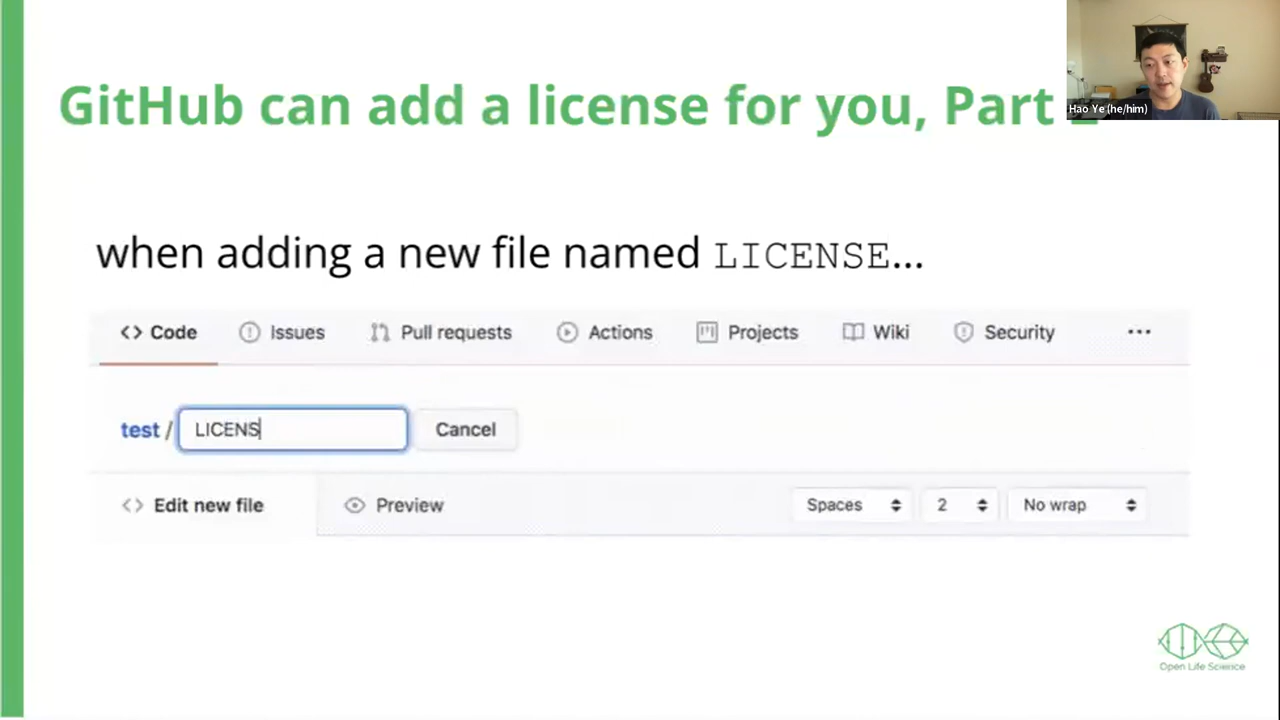 GitHub can add a license for you, Part
Hao Ye (he/him)
when adding a new file named LICENSE...
Code Issues Pull requests Actions Projects Wiki Security ...
test / LICENS Cancel
Edit new file Preview Spaces 2 No wrap
Open Life Science